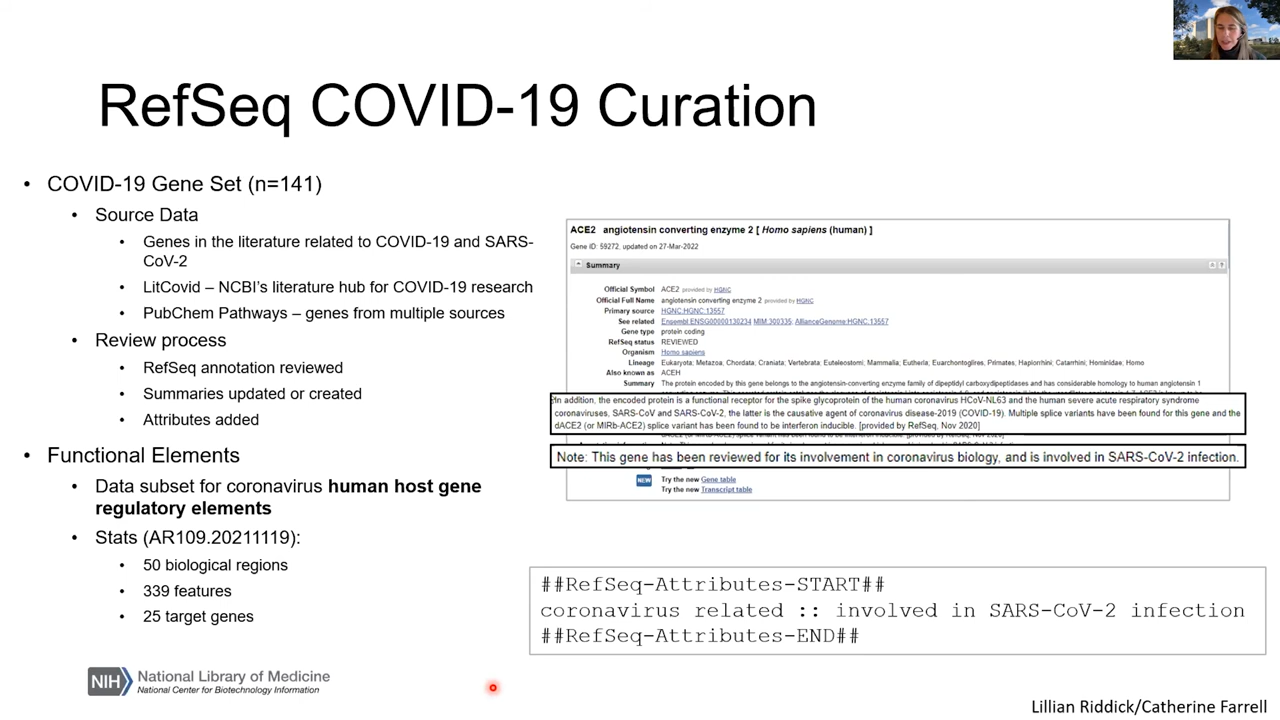 RefSeq COVID-19 Curation
• COVID-19 Gene Set (n=141)
• Source Data
• Genes in the literature related to COVID-19 and SARS-
CoV-2
• LitCovid – NCBI's literature hub for COVID-19 research
• PubChem Pathways – genes from multiple sources
• Review process
• RefSeq annotation reviewed
• Summaries updated or created
• Attributes added
• Functional Elements
• Data subset for coronavirus human host gene
regulatory elements
• Stats (AR109.20211119):
• 50 biological regions
• 339 features
• 25 target genes
ACE2 angiotensin converting enzyme 2 [ Homo sapiens (human) ]
Gene ID: 59272, updated on 27-Mar-2022
Summary
Official Symbol ACE2 provided by HGNC
Official Full Name angiotensin converting enzyme 2 provided by HGNC
Primary source HGNC:HGNC:13557
See related Ensembl:ENSG00000130234 MIM:300335; AllianceGenome:HGNC:13557
Gene type protein coding
RefSeq status REVIEWED
Organism Homo sapiens
Lineage Eukaryota; Metazoa; Chordata; Craniata; Vertebrata; Euteleostomi; Mammalia; Eutheria; Euarchontoglires; Primates; Haplorrhini; Catarrhini; Hominidae; Homo
Also known as ACEH
Summary The protein encoded by this gene belongs to the angiotensin-converting enzyme family of dipeptidyl carboxydipeptidases and has considerable homology to human angiotensin 1
In addition, the encoded protein is a functional receptor for the spike glycoprotein of the human coronavirus HCoV-NL63 and the human severe acute respiratory syndrome
coronaviruses, SARS-CoV and SARS-CoV-2, the latter is the causative agent of coronavirus disease-2019 (COVID-19). Multiple splice variants have been found for this gene and the
dACE2 (or MIRb-ACE2) splice variant has been found to be interferon inducible. [provided by RefSeq, Nov 2020]
Note: This gene has been reviewed for its involvement in coronavirus biology, and is involved in SARS-CoV-2 infection.
NEW Try the new Gene table
Try the new Transcript table
##RefSeq-Attributes-START##
coronavirus related :: involved in SARS-CoV-2 infection
##RefSeq-Attributes-END##
NIH National Library of Medicine
National Center for Biotechnology Information
Lillian Riddick/Catherine Farrell